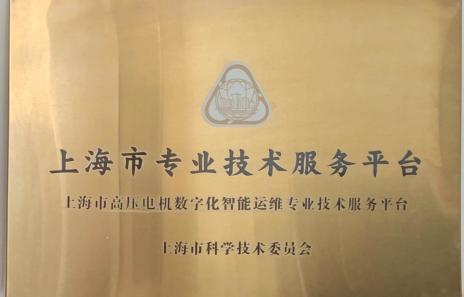 上海市专业技术服务平台
上海市高压电机数字化智能运维专业技术服务平台
上海市科学技术委员会